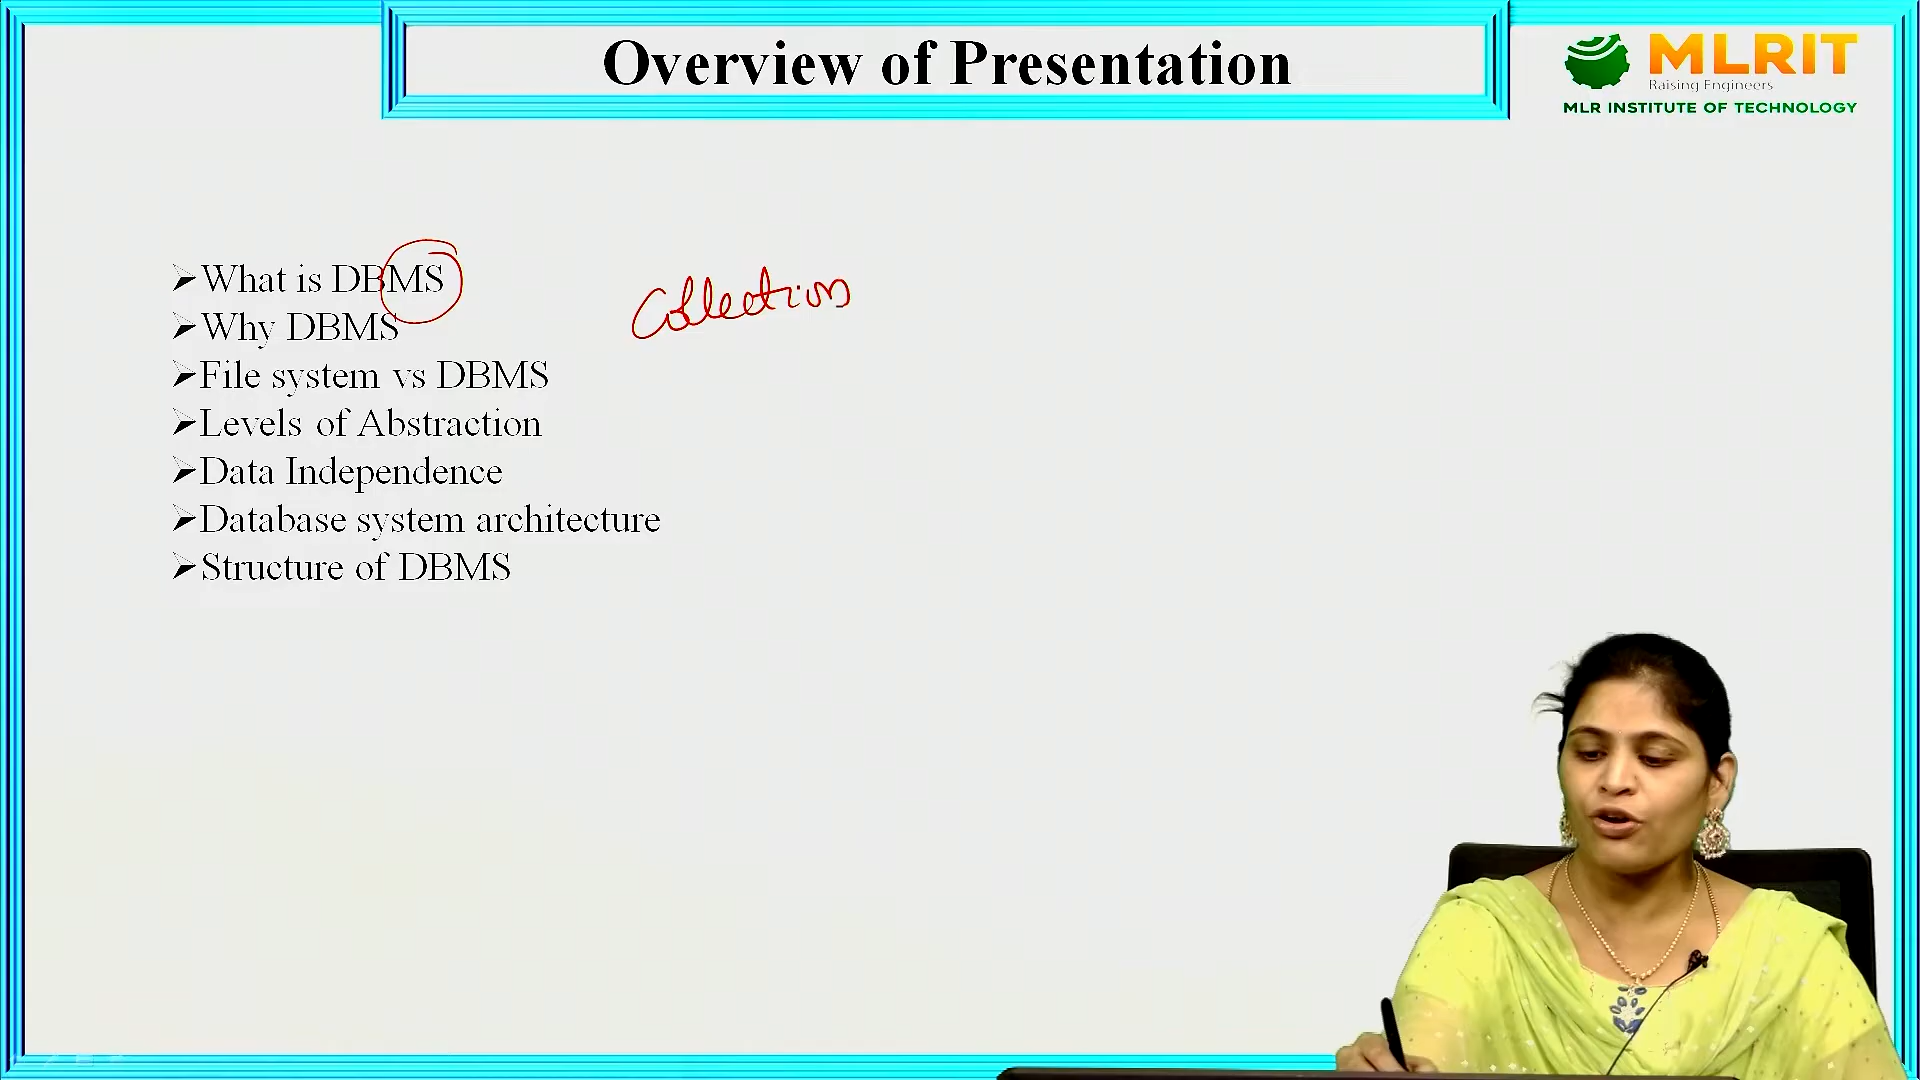 Overview of Presentation
MLRIT
Raising Engineers
MLR INSTITUTE OF TECHNOLOGY
➢What is DBMS
Collection
➢Why DBMS
➢File system vs DBMS
➢Levels of Abstraction
➢Data Independence
➢Database system architecture
➢Structure of DBMS